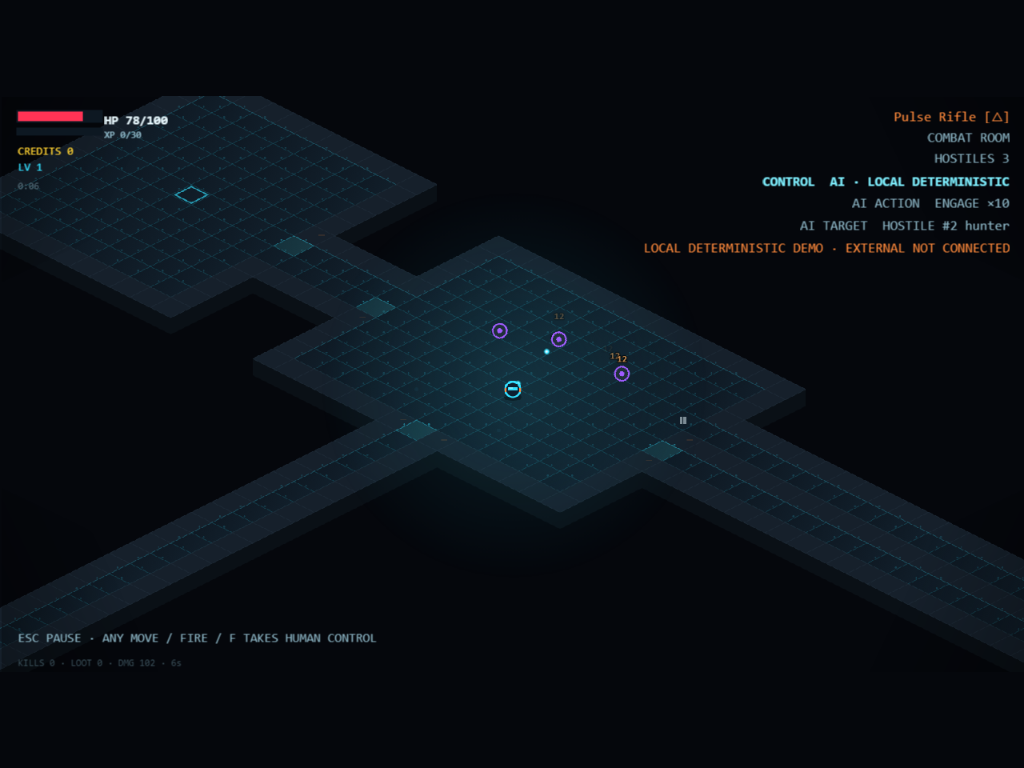 HP 78/100
XP 0/30
CREDITS 0
LV 1
0:06
Pulse Rifle [△]
COMBAT ROOM
HOSTILES 3
CONTROL AI · LOCAL DETERMINISTIC
AI ACTION ENGAGE ×10
AI TARGET HOSTILE #2 hunter
LOCAL DETERMINISTIC DEMO · EXTERNAL NOT CONNECTED
12
12
ESC PAUSE · ANY MOVE / FIRE / F TAKES HUMAN CONTROL
KILLS 0 · LOOT 0 · DMG 102 · 6s